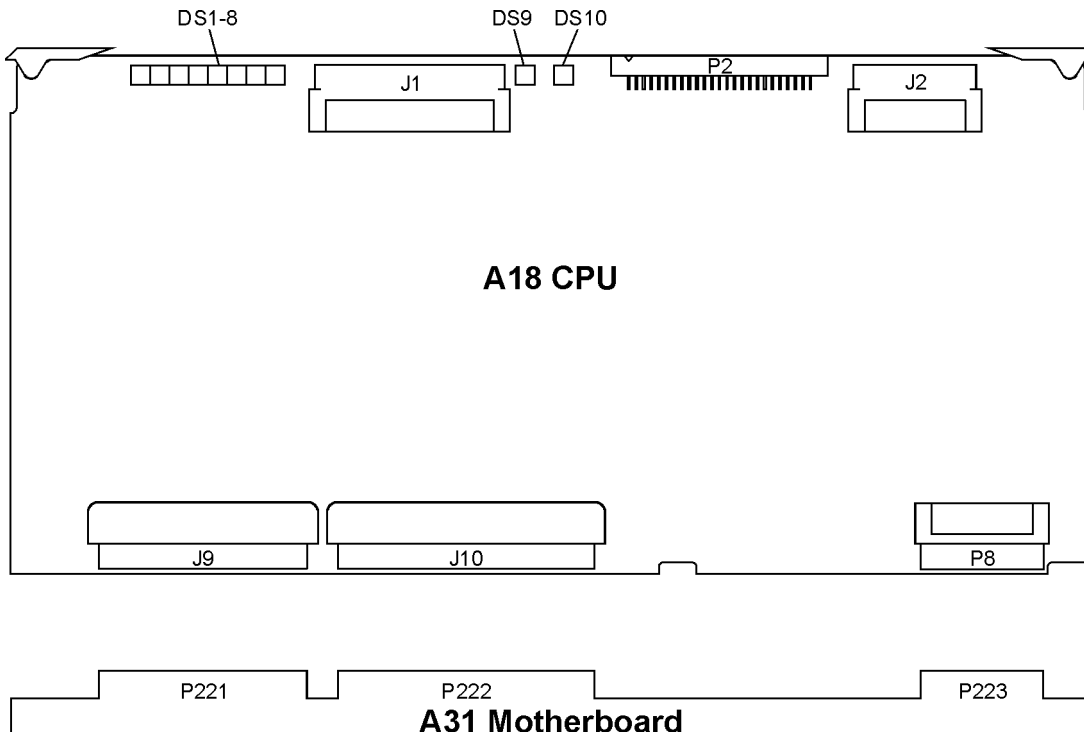 DS1-8 DS9 DS10
J1 P2 J2
A18 CPU
J9 J10 P8
P221 P222 P223
A31 Motherboard